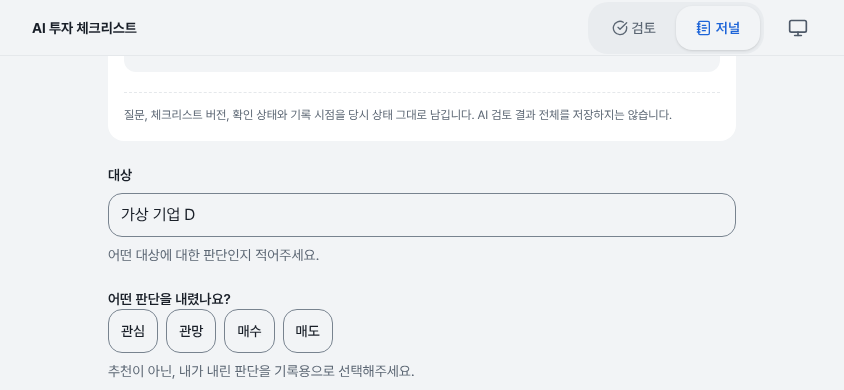 AI 투자 체크리스트
검토
저널
질문, 체크리스트 버전, 확인 상태와 기록 시점을 당시 상태 그대로 남깁니다. AI 검토 결과 전체를 저장하지는 않습니다.
대상
가상 기업 D
어떤 대상에 대한 판단인지 적어주세요.
어떤 판단을 내렸나요?
관심 관망 매수 매도
추천이 아닌, 내가 내린 판단을 기록용으로 선택해주세요.